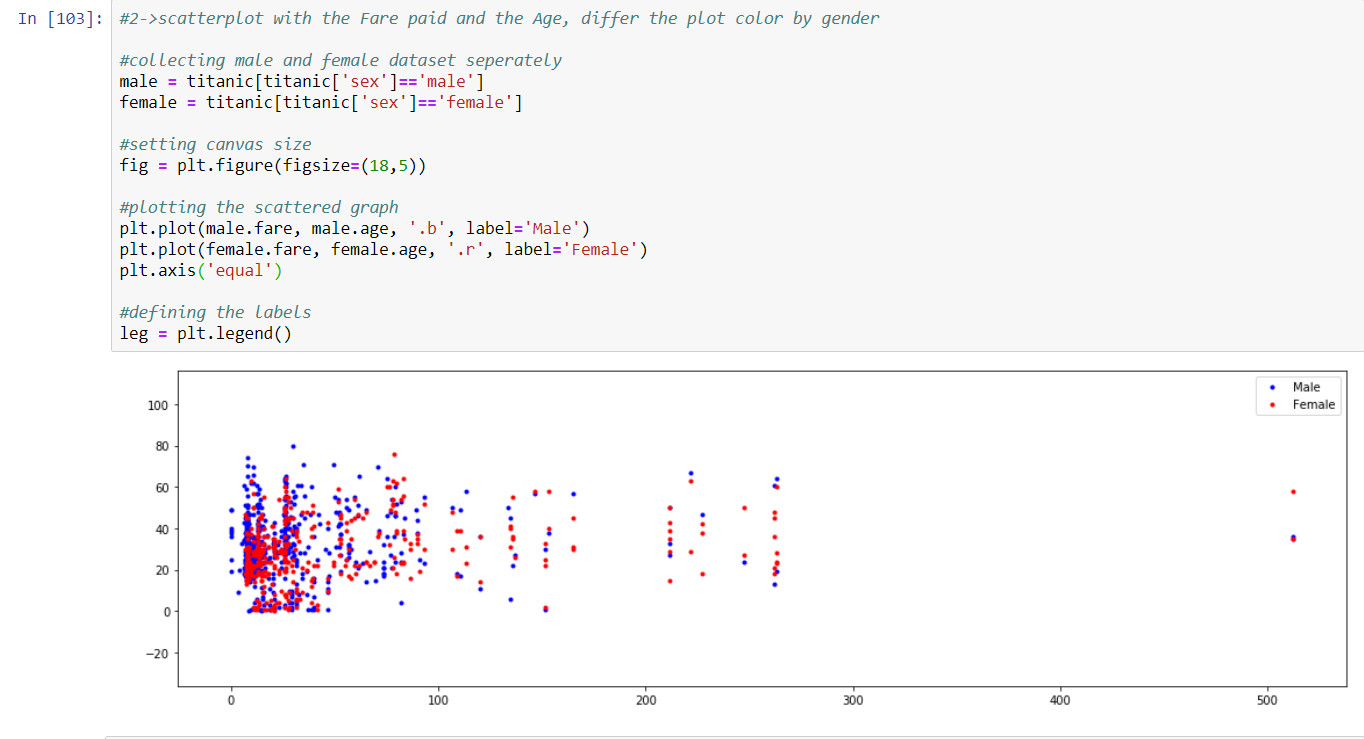 In [103]: #2->scatterplot with the Fare paid and the Age, differ the plot color by gender
#collecting male and female dataset seperately
male = titanic[titanic['sex']=='male']
female = titanic[titanic['sex']=='female']
#setting canvas size
fig = plt.figure(figsize=(18,5))
#plotting the scattered graph
plt.plot(male.fare, male.age, '.b', label='Male')
plt.plot(female.fare, female.age, '.r', label='Female')
plt.axis('equal')
#defining the labels
leg = plt.legend()
Male
Female
100
80
60
40
20
0
−20
0 100 200 300 400 500